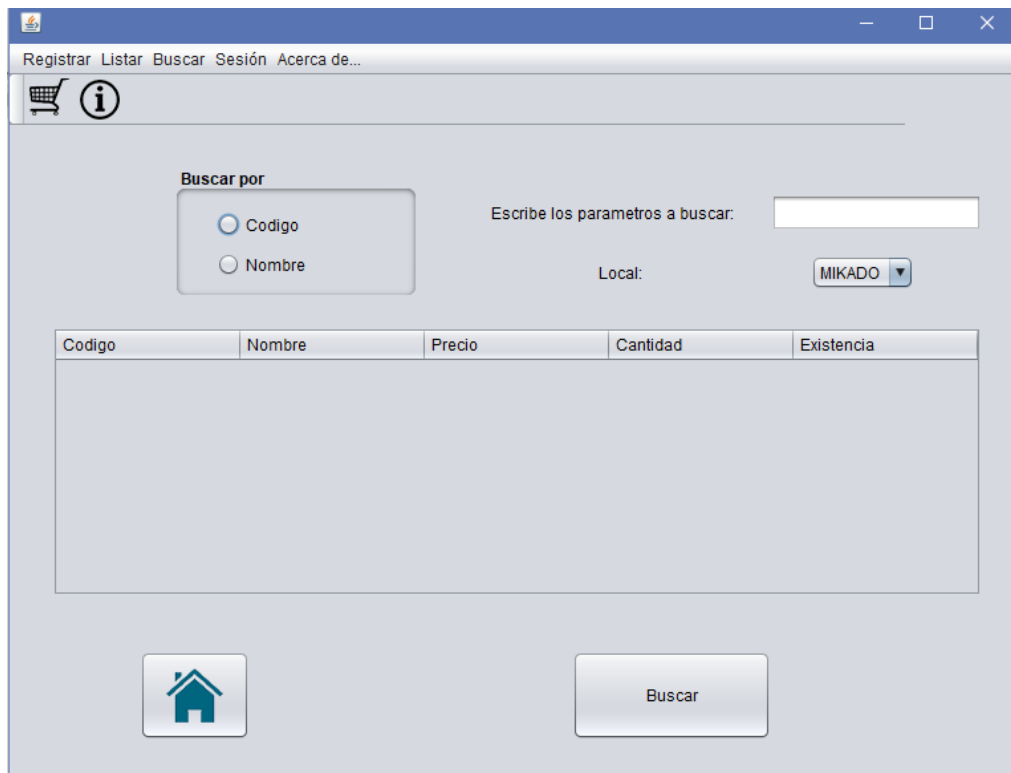 Registrar Listar Buscar Sesión Acerca de...
Buscar por
Codigo
Nombre
Escribe los parametros a buscar:
Local:
MIKADO
Codigo Nombre Precio Cantidad Existencia
Buscar